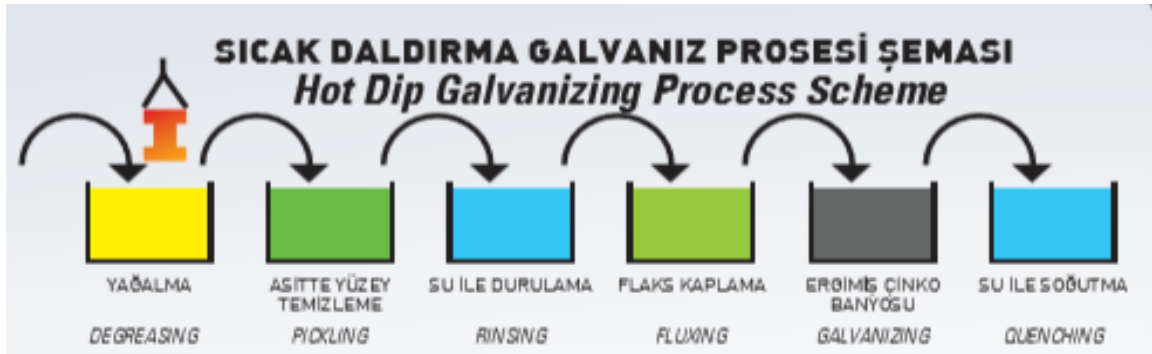 SICAK DALDIRMA GALVANIZ PROSESİ ŞEMASI
Hot Dip Galvanizing Process Scheme
YAĞALMA
DEGREASING
ASİTTE YÜZEY
TEMİZLEME
PICKLING
SU İLE DURULAMA
RINSING
FLAKS KAPLAMA
FLUXING
ERGİMİŞ ÇİNKO
BANYOSU
GALVANIZING
SU İLE SOĞUTMA
QUENCHING